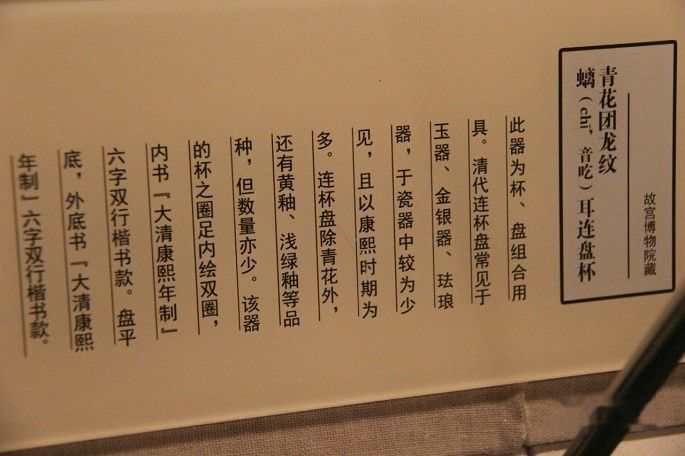 青花团龙纹
螭（chī，音吃）耳连盘杯
故宫博物院藏
此器为杯、盘组合用
具。清代连杯盘常见于
玉器、金银器、珐琅
器，于瓷器中较为少
见，且以康熙时期为
多。连杯盘除青花外，
还有黄釉、浅绿釉等品
种，但数量亦少。该器
的杯之圈足内绘双圈，
内书『大清康熙年制』
六字双行楷书款。盘平
底，外底书『大清康熙
年制』六字双行楷书款。